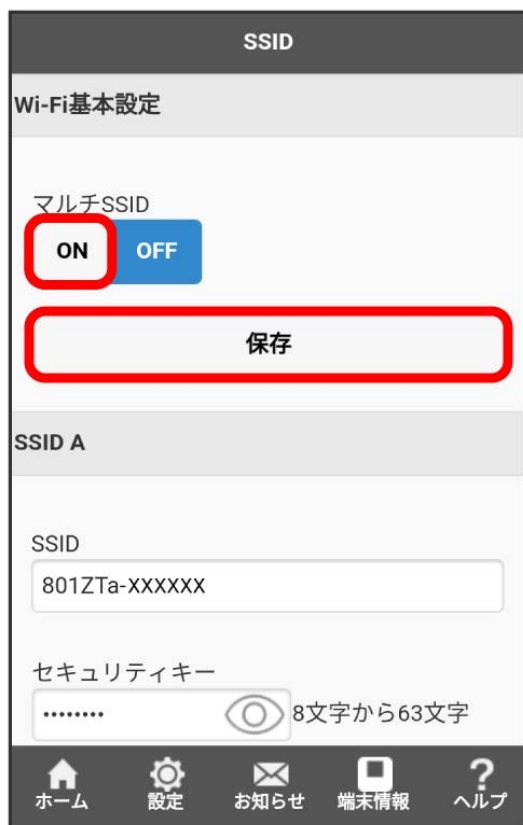 SSID
Wi-Fi基本設定
マルチSSID
ON OFF
保存
SSID A
SSID
801ZTa-XXXXXX
セキュリティキー
•••••••• 8文字から63文字
ホーム 設定 お知らせ 端末情報 ヘルプ